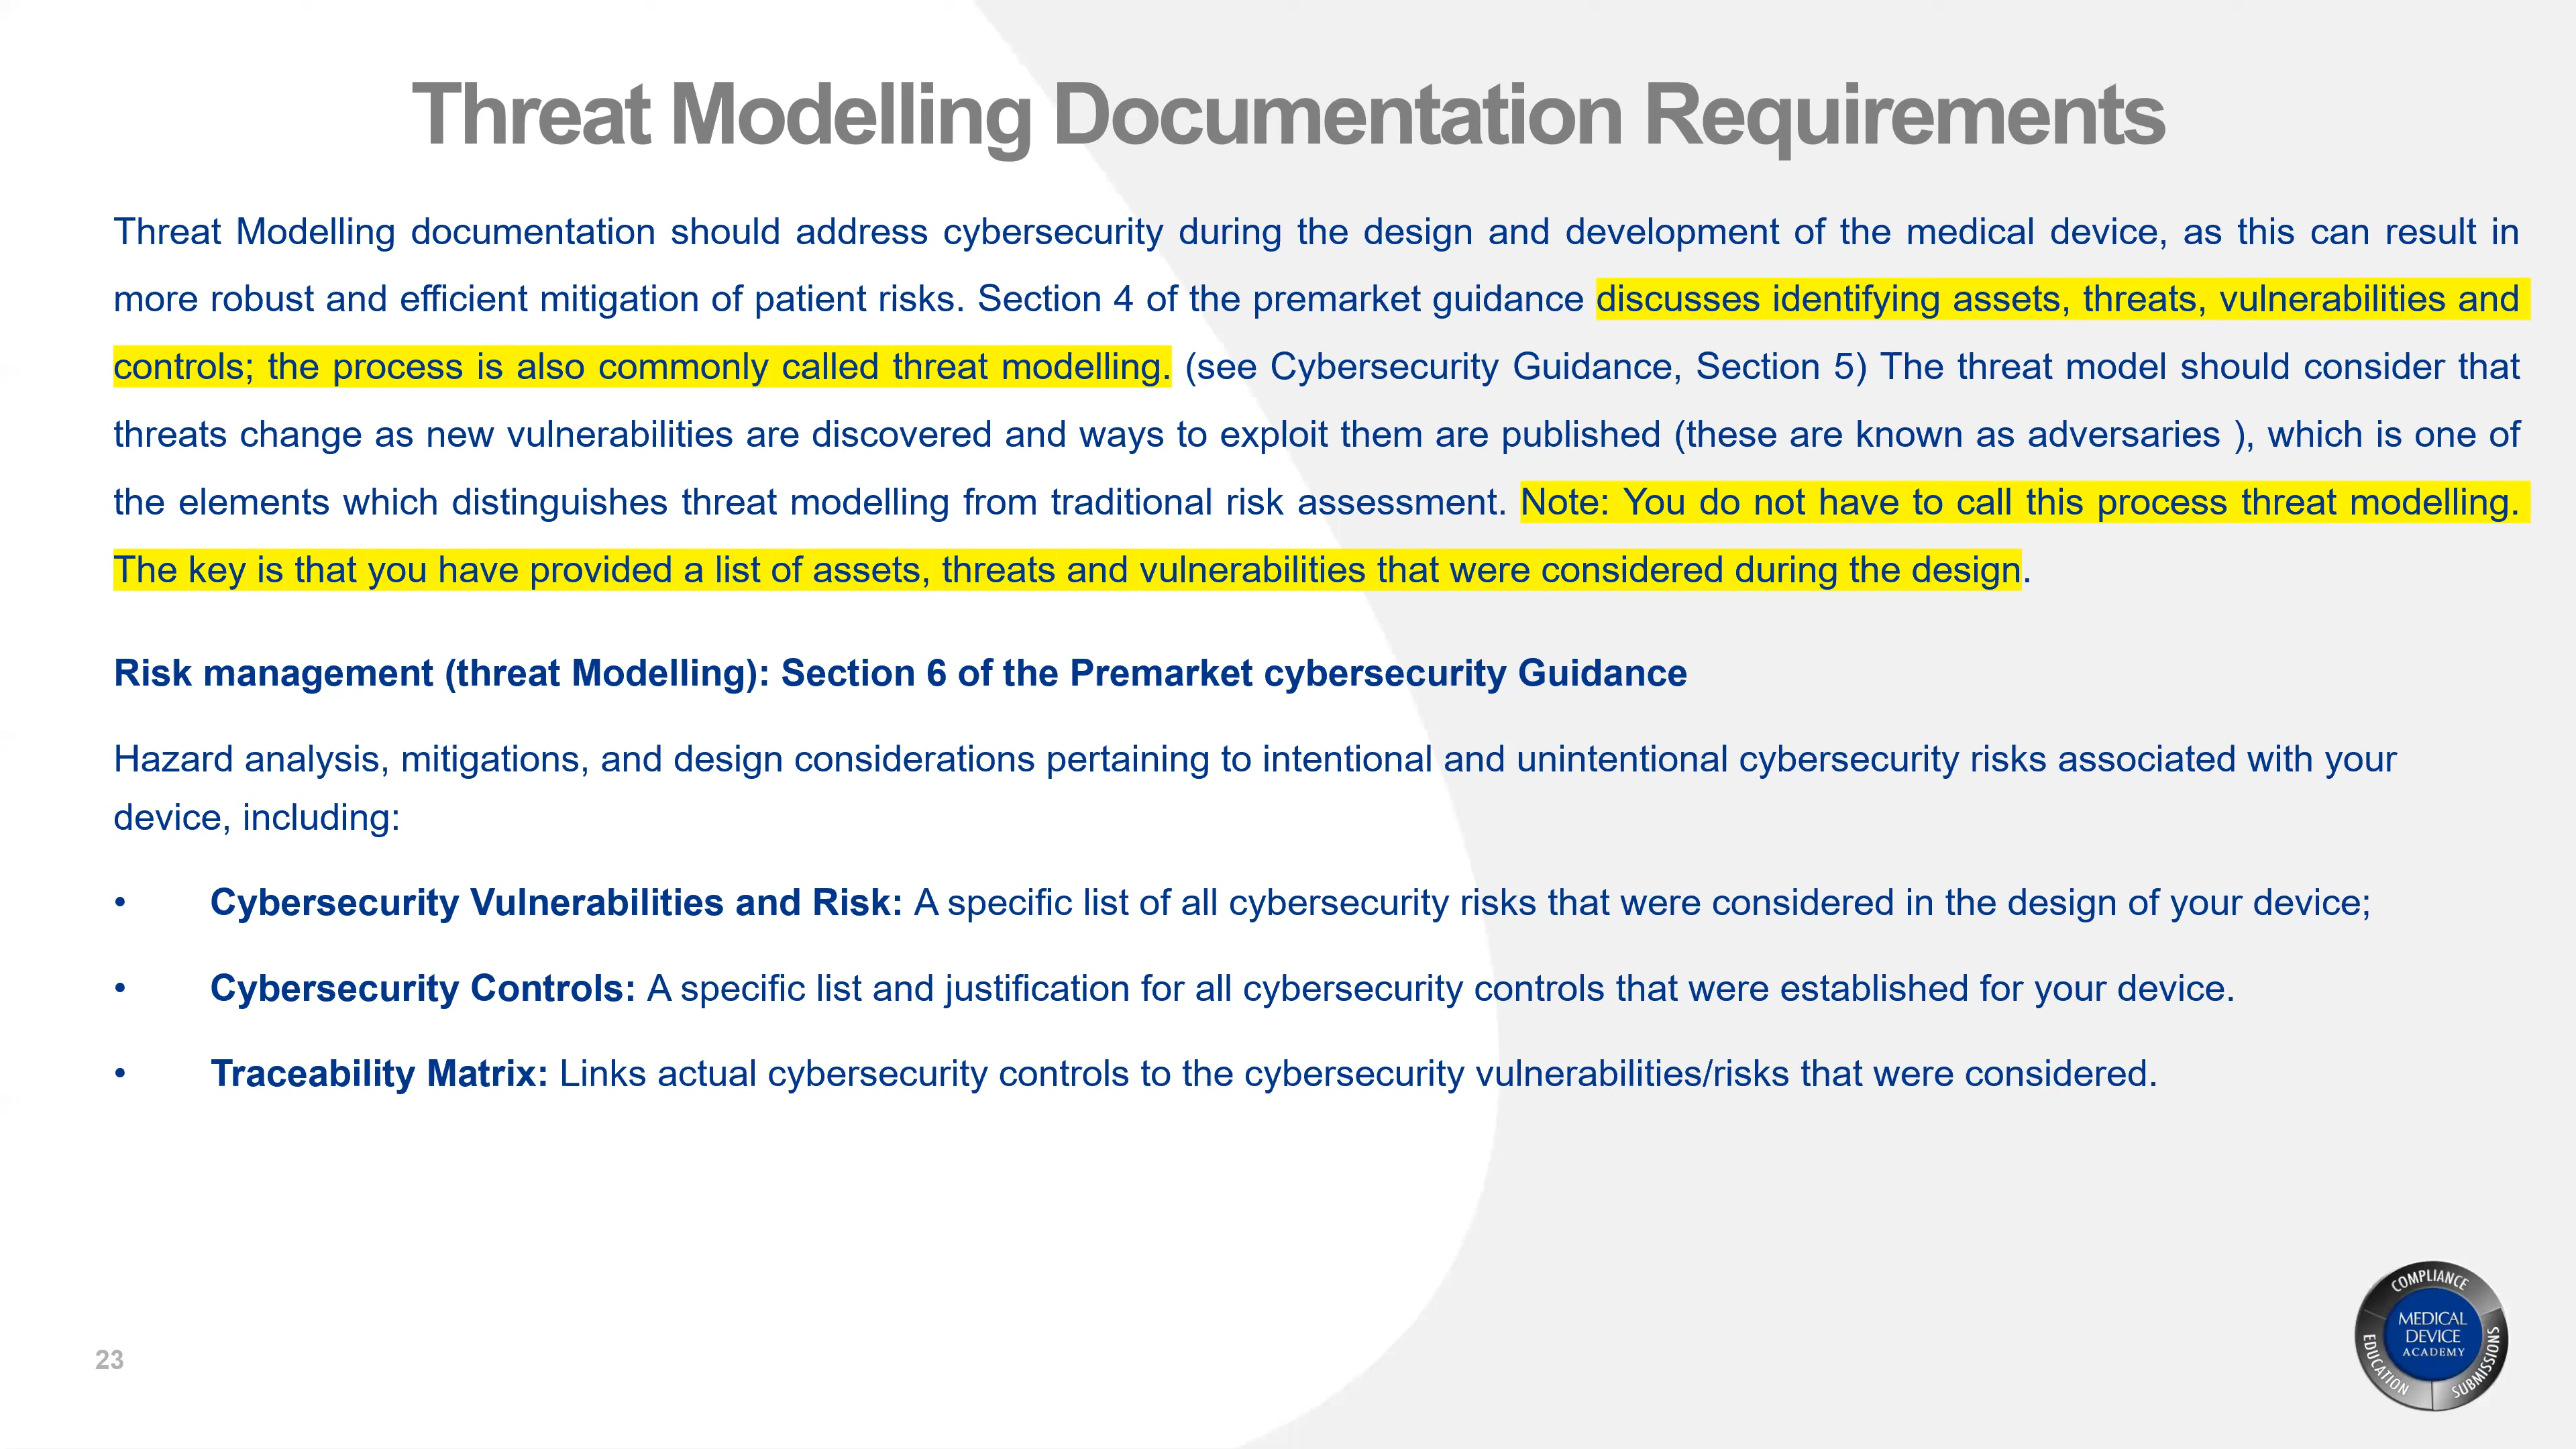 Threat Modelling Documentation Requirements
Threat Modelling documentation should address cybersecurity during the design and development of the medical device, as this can result in
more robust and efficient mitigation of patient risks. Section 4 of the premarket guidance discusses identifying assets, threats, vulnerabilities and
controls; the process is also commonly called threat modelling. (see Cybersecurity Guidance, Section 5) The threat model should consider that
threats change as new vulnerabilities are discovered and ways to exploit them are published (these are known as adversaries ), which is one of
the elements which distinguishes threat modelling from traditional risk assessment. Note: You do not have to call this process threat modelling.
The key is that you have provided a list of assets, threats and vulnerabilities that were considered during the design.
Risk management (threat Modelling): Section 6 of the Premarket cybersecurity Guidance
Hazard analysis, mitigations, and design considerations pertaining to intentional and unintentional cybersecurity risks associated with your
device, including:
• Cybersecurity Vulnerabilities and Risk: A specific list of all cybersecurity risks that were considered in the design of your device;
• Cybersecurity Controls: A specific list and justification for all cybersecurity controls that were established for your device.
• Traceability Matrix: Links actual cybersecurity controls to the cybersecurity vulnerabilities/risks that were considered.
23
COMPLIANCE
MEDICAL
DEVICE
ACADEMY
EDUCATION
SUBMISSIONS